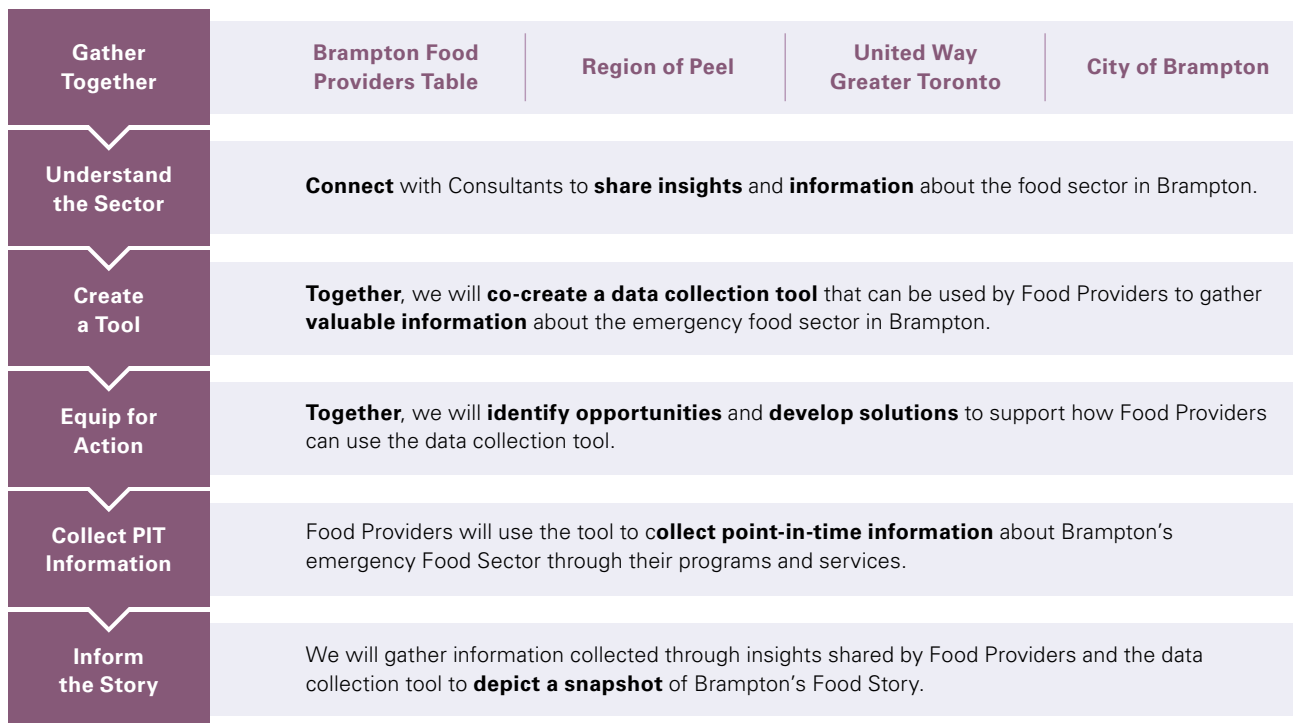 Gather
Together
Brampton Food
Providers Table
Region of Peel
United Way
Greater Toronto
City of Brampton
Understand
the Sector
Connect with Consultants to share insights and information about the food sector in Brampton.
Create
a Tool
Together, we will co-create a data collection tool that can be used by Food Providers to gather
valuable information about the emergency food sector in Brampton.
Equip for
Action
Together, we will identify opportunities and develop solutions to support how Food Providers
can use the data collection tool.
Collect PIT
Information
Food Providers will use the tool to collect point-in-time information about Brampton’s
emergency Food Sector through their programs and services.
Inform
the Story
We will gather information collected through insights shared by Food Providers and the data
collection tool to depict a snapshot of Brampton’s Food Story.